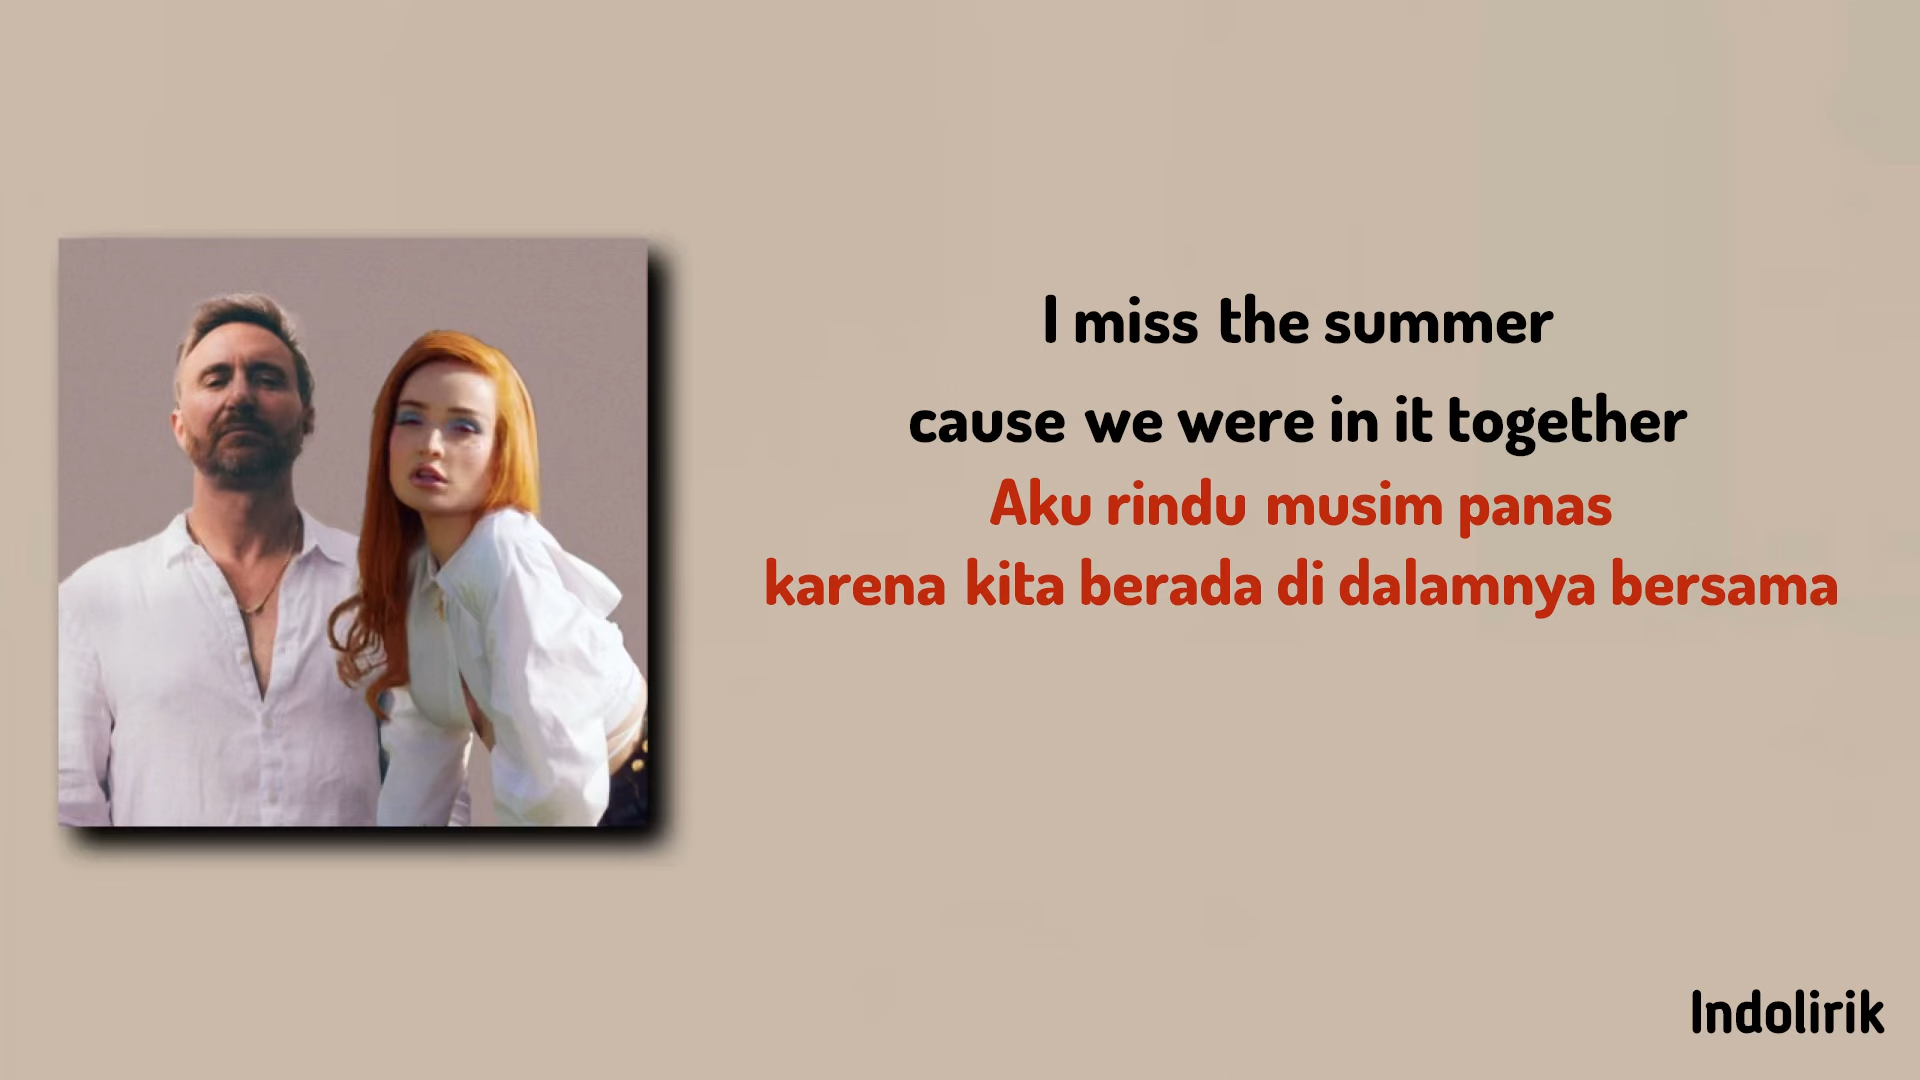 I miss the summer
cause we were in it together
Aku rindu musim panas
karena kita berada di dalamnya bersama
Indolirik